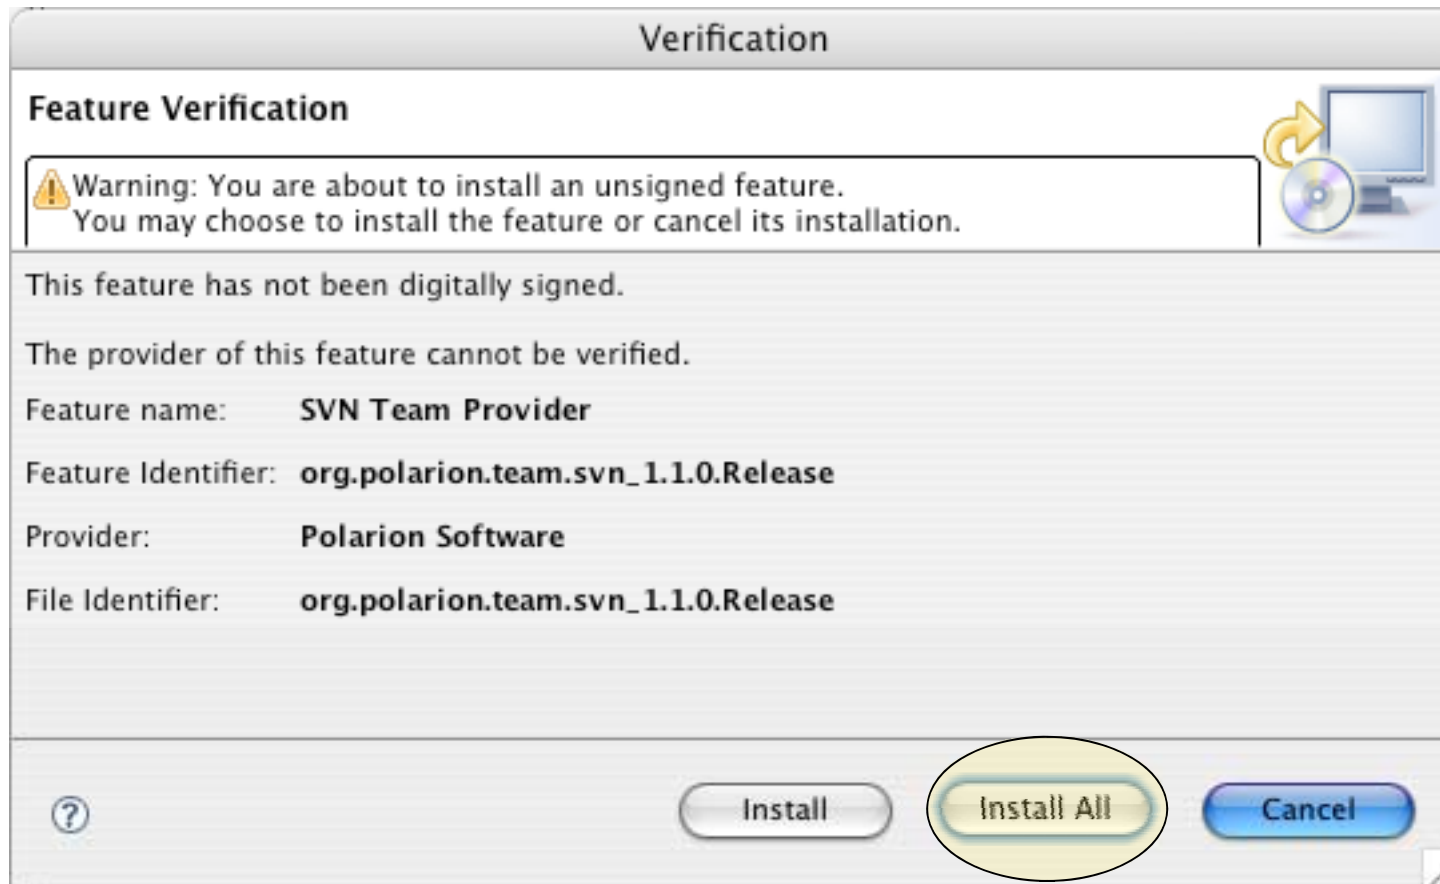 Verification
Feature Verification
Warning: You are about to install an unsigned feature.
You may choose to install the feature or cancel its installation.
This feature has not been digitally signed.
The provider of this feature cannot be verified.
Feature name: SVN Team Provider
Feature Identifier: org.polarion.team.svn_1.1.0.Release
Provider: Polarion Software
File Identifier: org.polarion.team.svn_1.1.0.Release
? Install Install All Cancel